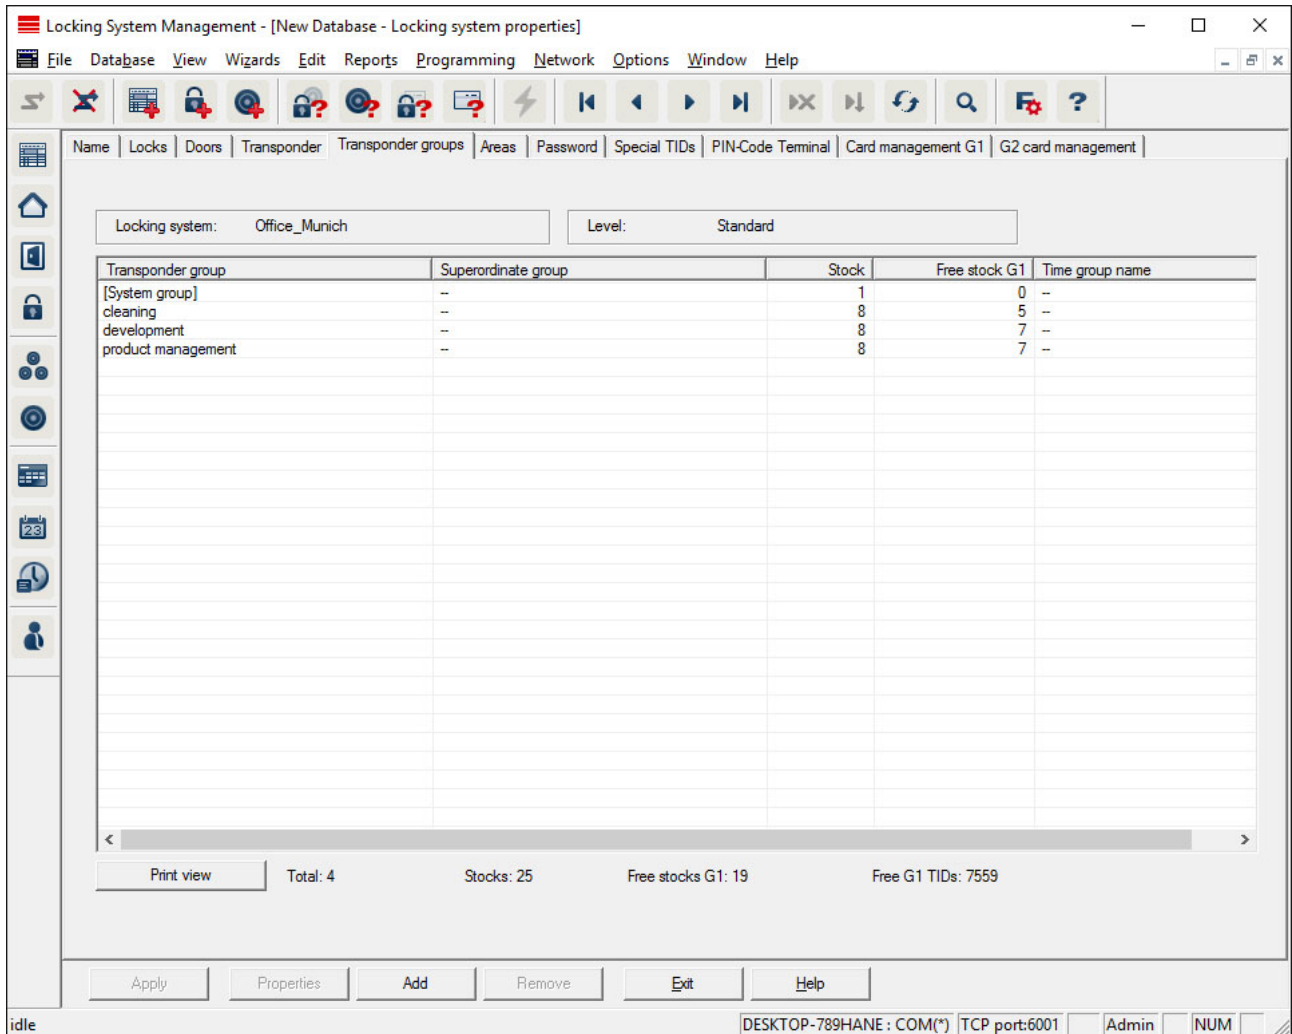 Locking System Management - [New Database - Locking system properties]
File Database View Wizards Edit Reports Programming Network Options Window Help
Name Locks Doors Transponder Transponder groups Areas Password Special TIDs PIN-Code Terminal Card management G1 G2 card management
Locking system: Office_Munich Level: Standard
Transponder group Superordinate group Stock Free stock G1 Time group name
[System group] -- 1 0 --
cleaning -- 8 5 --
development -- 8 7 --
product management -- 8 7 --
23
Print view Total: 4 Stocks: 25 Free stocks G1: 19 Free G1 TIDs: 7559
Apply Properties Add Remove Exit Help
idle DESKTOP-789HANE : COM(*) TCP port:6001 Admin NUM